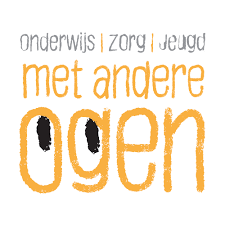 onderwijs | zorg | jeugd
met andere
ogen